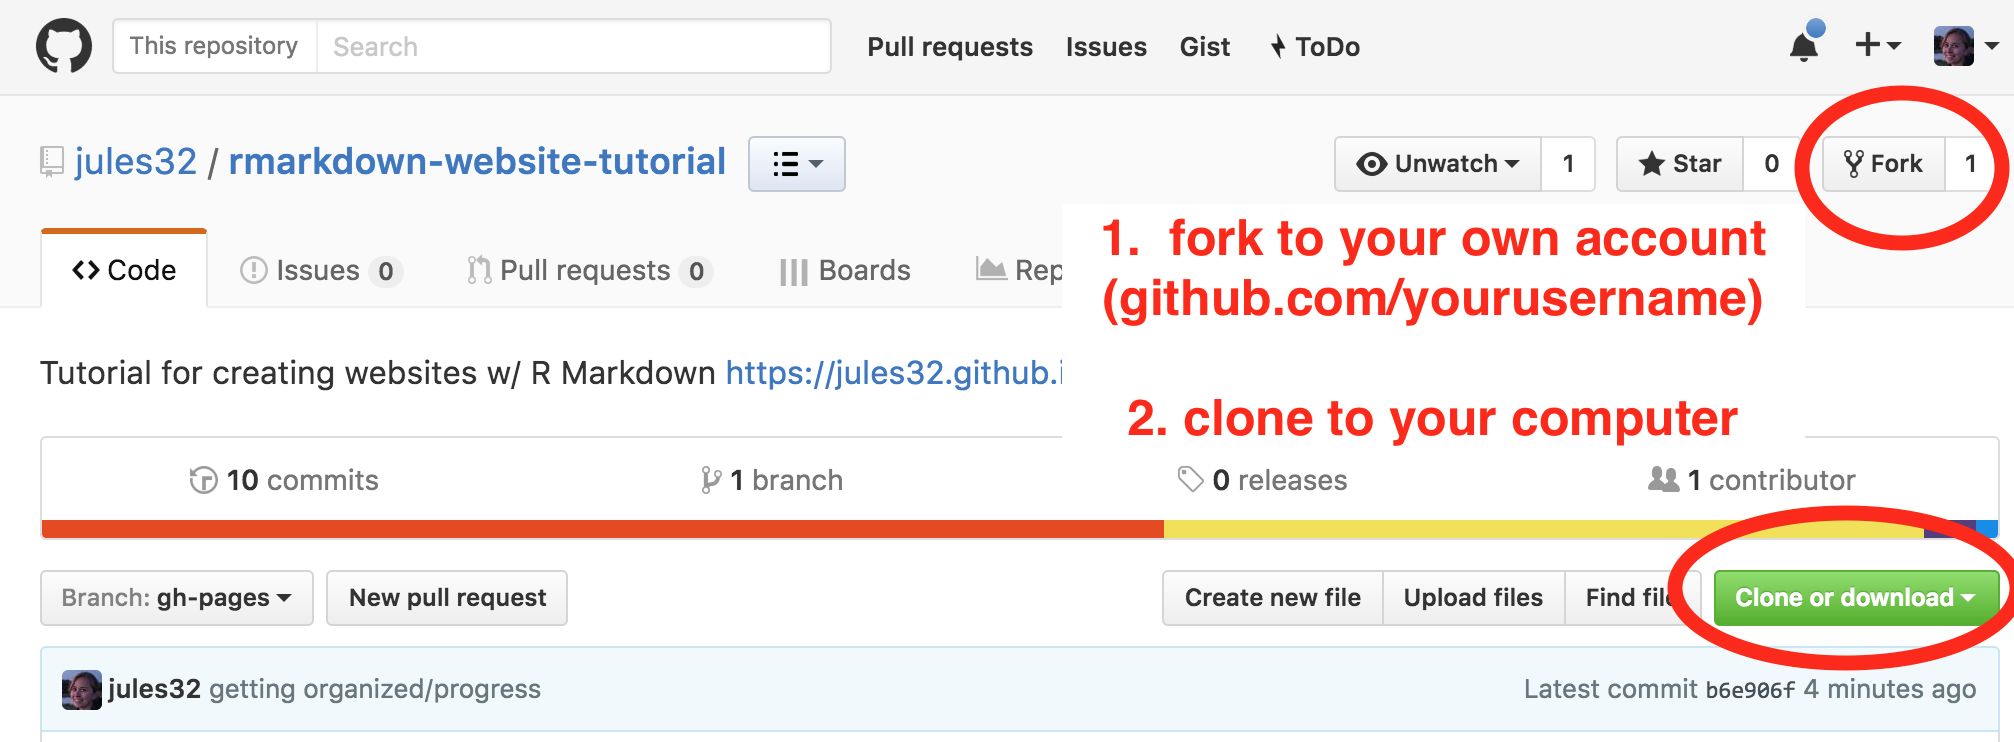 This repository Search Pull requests Issues Gist ToDo
jules32 / rmarkdown-website-tutorial Unwatch 1 Star 0 Fork 1
1. fork to your own account
(github.com/yourusername)
Code Issues 0 Pull requests 0 Boards
Tutorial for creating websites w/ R Markdown https://jules32.github.i
2. clone to your computer
10 commits 1 branch 0 releases 1 contributor
Branch: gh-pages New pull request Create new file Upload files Find file Clone or download
jules32 getting organized/progress Latest commit b6e906f 4 minutes ago